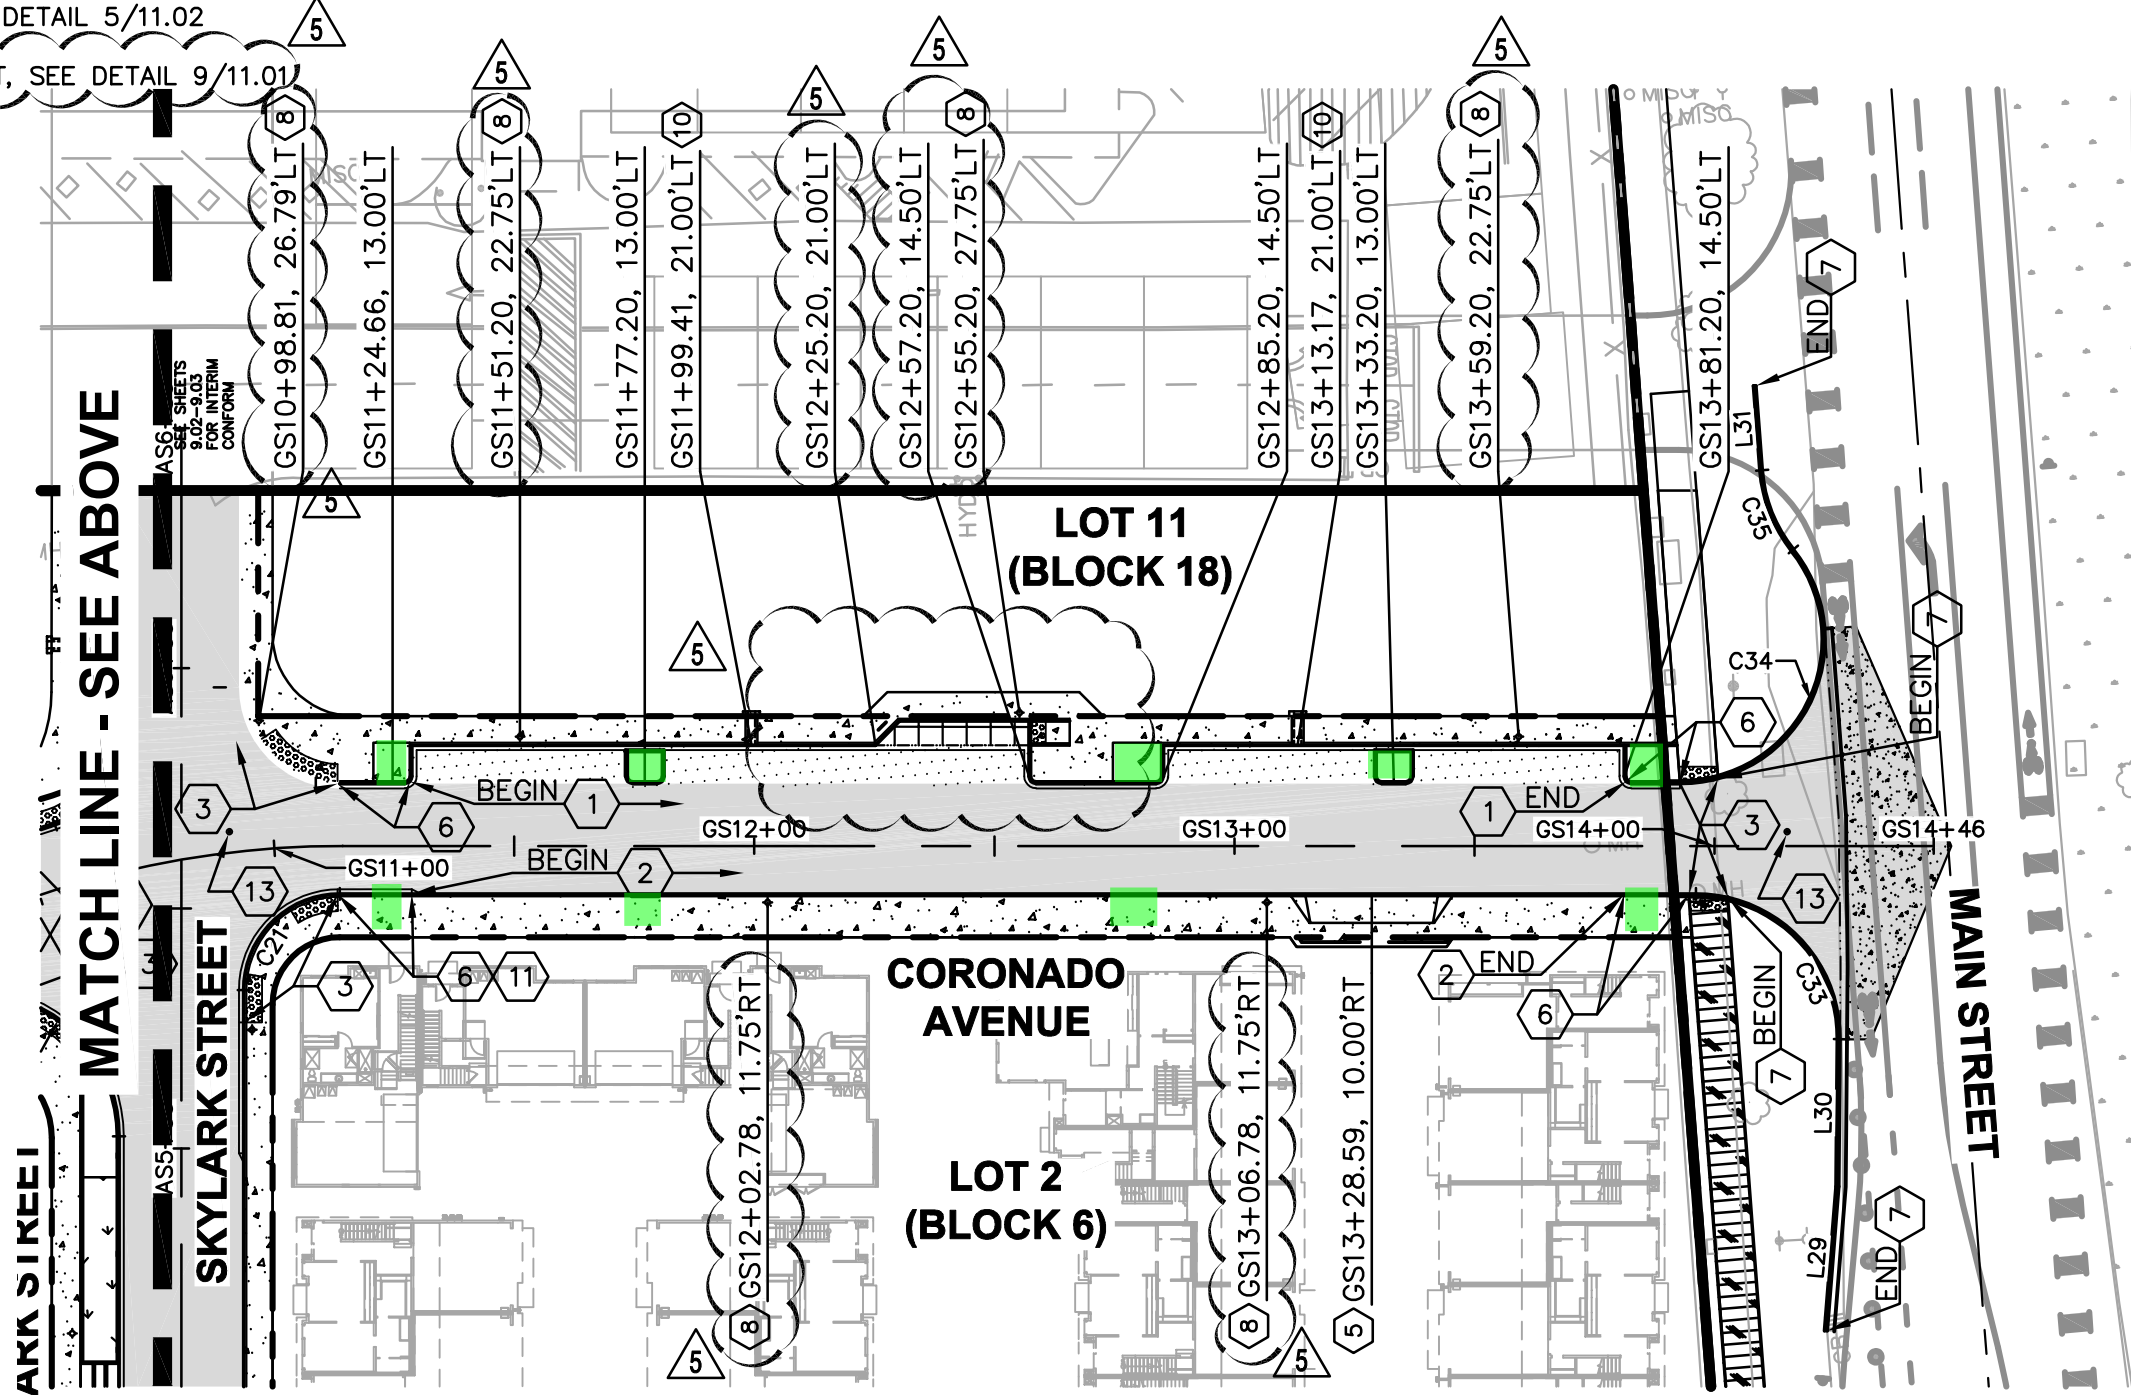 DETAIL 5/11.02
T, SEE DETAIL 9/11.01
5
5
5
5
5
8
8
10
8
10
8
MISC
MISC
MISC
GS10+98.81, 26.79'LT
GS11+24.66, 13.00'LT
GS11+51.20, 22.75'LT
GS11+77.20, 13.00'LT
GS11+99.41, 21.00'LT
GS12+25.20, 21.00'LT
GS12+57.20, 14.50'LT
GS12+55.20, 27.75'LT
GS12+85.20, 14.50'LT
GS13+13.17, 21.00'LT
GS13+33.20, 13.00'LT
GS13+59.20, 22.75'LT
GS13+81.20, 14.50'LT
END
7
L31
C35
MATCH LINE - SEE ABOVE
AS6
SEE SHEETS
9.02-9.03
FOR INTERIM
CONFORM
5
HYD
LOT 11
(BLOCK 18)
5
C34
6
BEGIN
7
3
6
BEGIN
1
1
END
3
GS11+00
GS12+00
GS13+00
GS14+00
GS14+46
MH
BEGIN
2
13
13
MH
C21
3
3
6
11
CORONADO
AVENUE
2
END
6
BEGIN
7
C33
MAIN STREET
SKYLARK STREET
ARK STREET
AS5
GS12+02.78, 11.75'RT
8
5
LOT 2
(BLOCK 6)
GS13+06.78, 11.75'RT
8
5
GS13+28.59, 10.00'RT
5
L30
L29
END
7